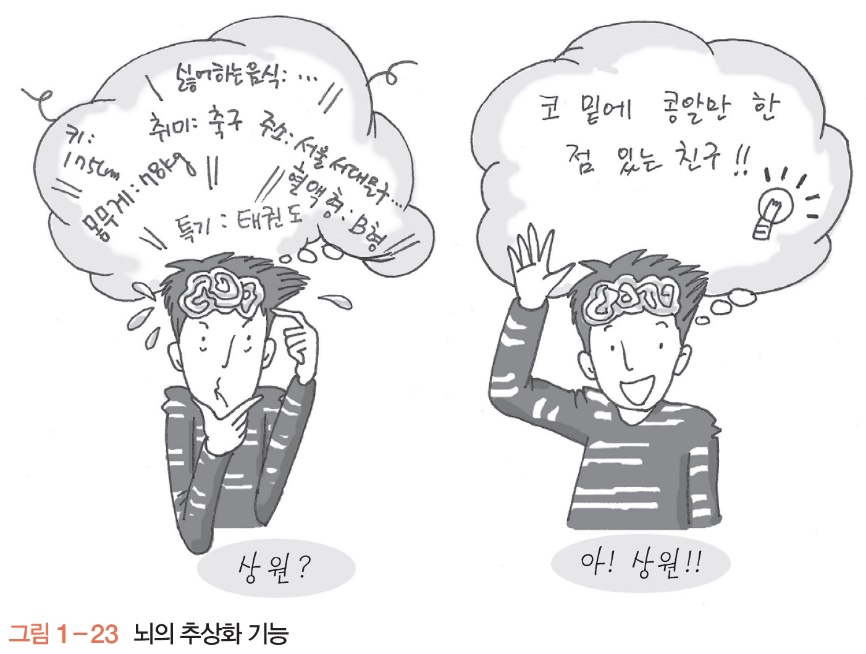 싫어하는음식: ...
키:
175cm
취미: 축구
주소: 서울 서대문구...
몸무게: 78kg
혈액형: B형
특기: 태권도
상원?
코 밑에 콩알만 한
점 있는 친구!!
아! 상원!!
그림 1-23 뇌의 추상화 기능